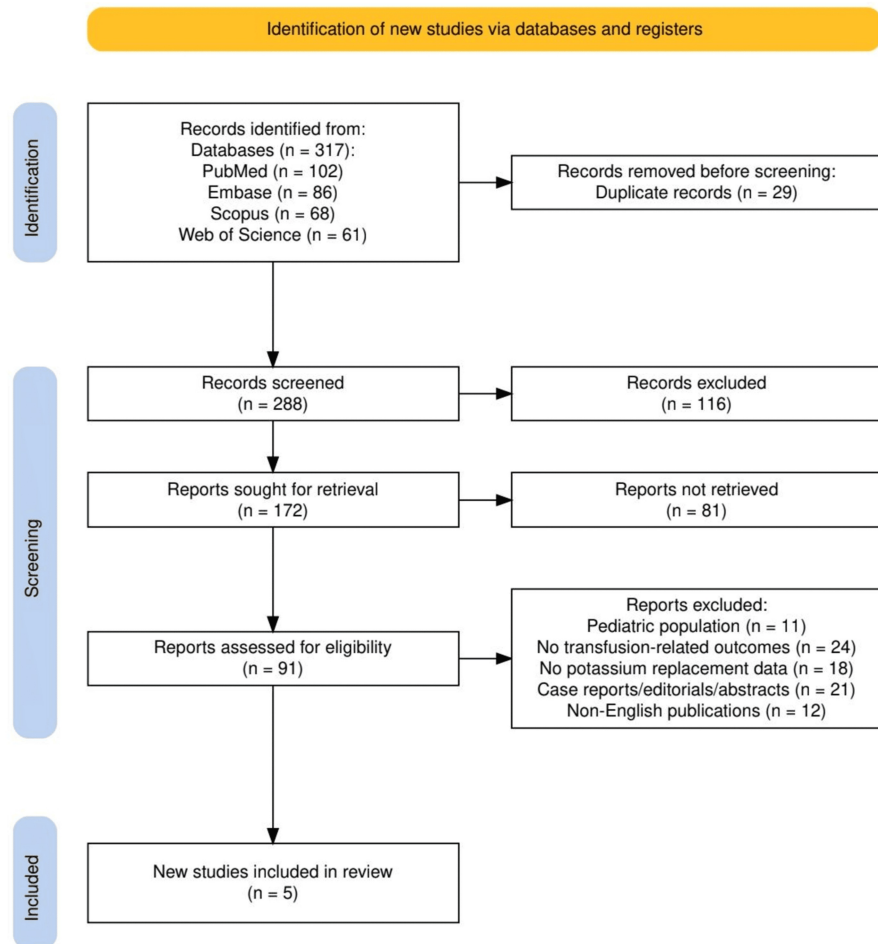 Identification of new studies via databases and registers
Identification
Records identified from:
Databases (n = 317):
PubMed (n = 102)
Embase (n = 86)
Scopus (n = 68)
Web of Science (n = 61)
Records removed before screening:
Duplicate records (n = 29)
Screening
Records screened
(n = 288)
Records excluded
(n = 116)
Reports sought for retrieval
(n = 172)
Reports not retrieved
(n = 81)
Reports assessed for eligibility
(n = 91)
Reports excluded:
Pediatric population (n = 11)
No transfusion-related outcomes (n = 24)
No potassium replacement data (n = 18)
Case reports/editorials/abstracts (n = 21)
Non-English publications (n = 12)
Included
New studies included in review
(n = 5)